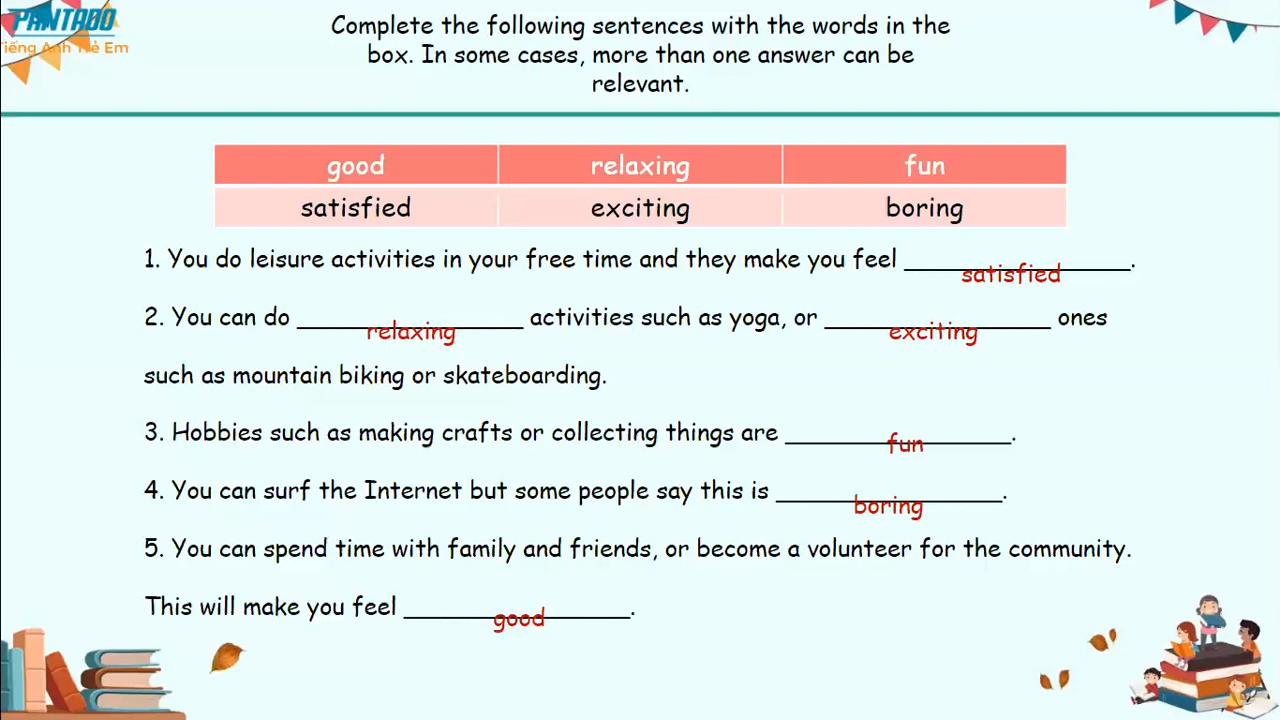 PANTADO
Tiếng Anh Trẻ Em
Complete the following sentences with the words in the
box. In some cases, more than one answer can be
relevant.
good relaxing fun
satisfied exciting boring
1. You do leisure activities in your free time and they make you feel satisfied.
2. You can do relaxing activities such as yoga, or exciting ones
such as mountain biking or skateboarding.
3. Hobbies such as making crafts or collecting things are fun.
4. You can surf the Internet but some people say this is boring.
5. You can spend time with family and friends, or become a volunteer for the community.
This will make you feel good.